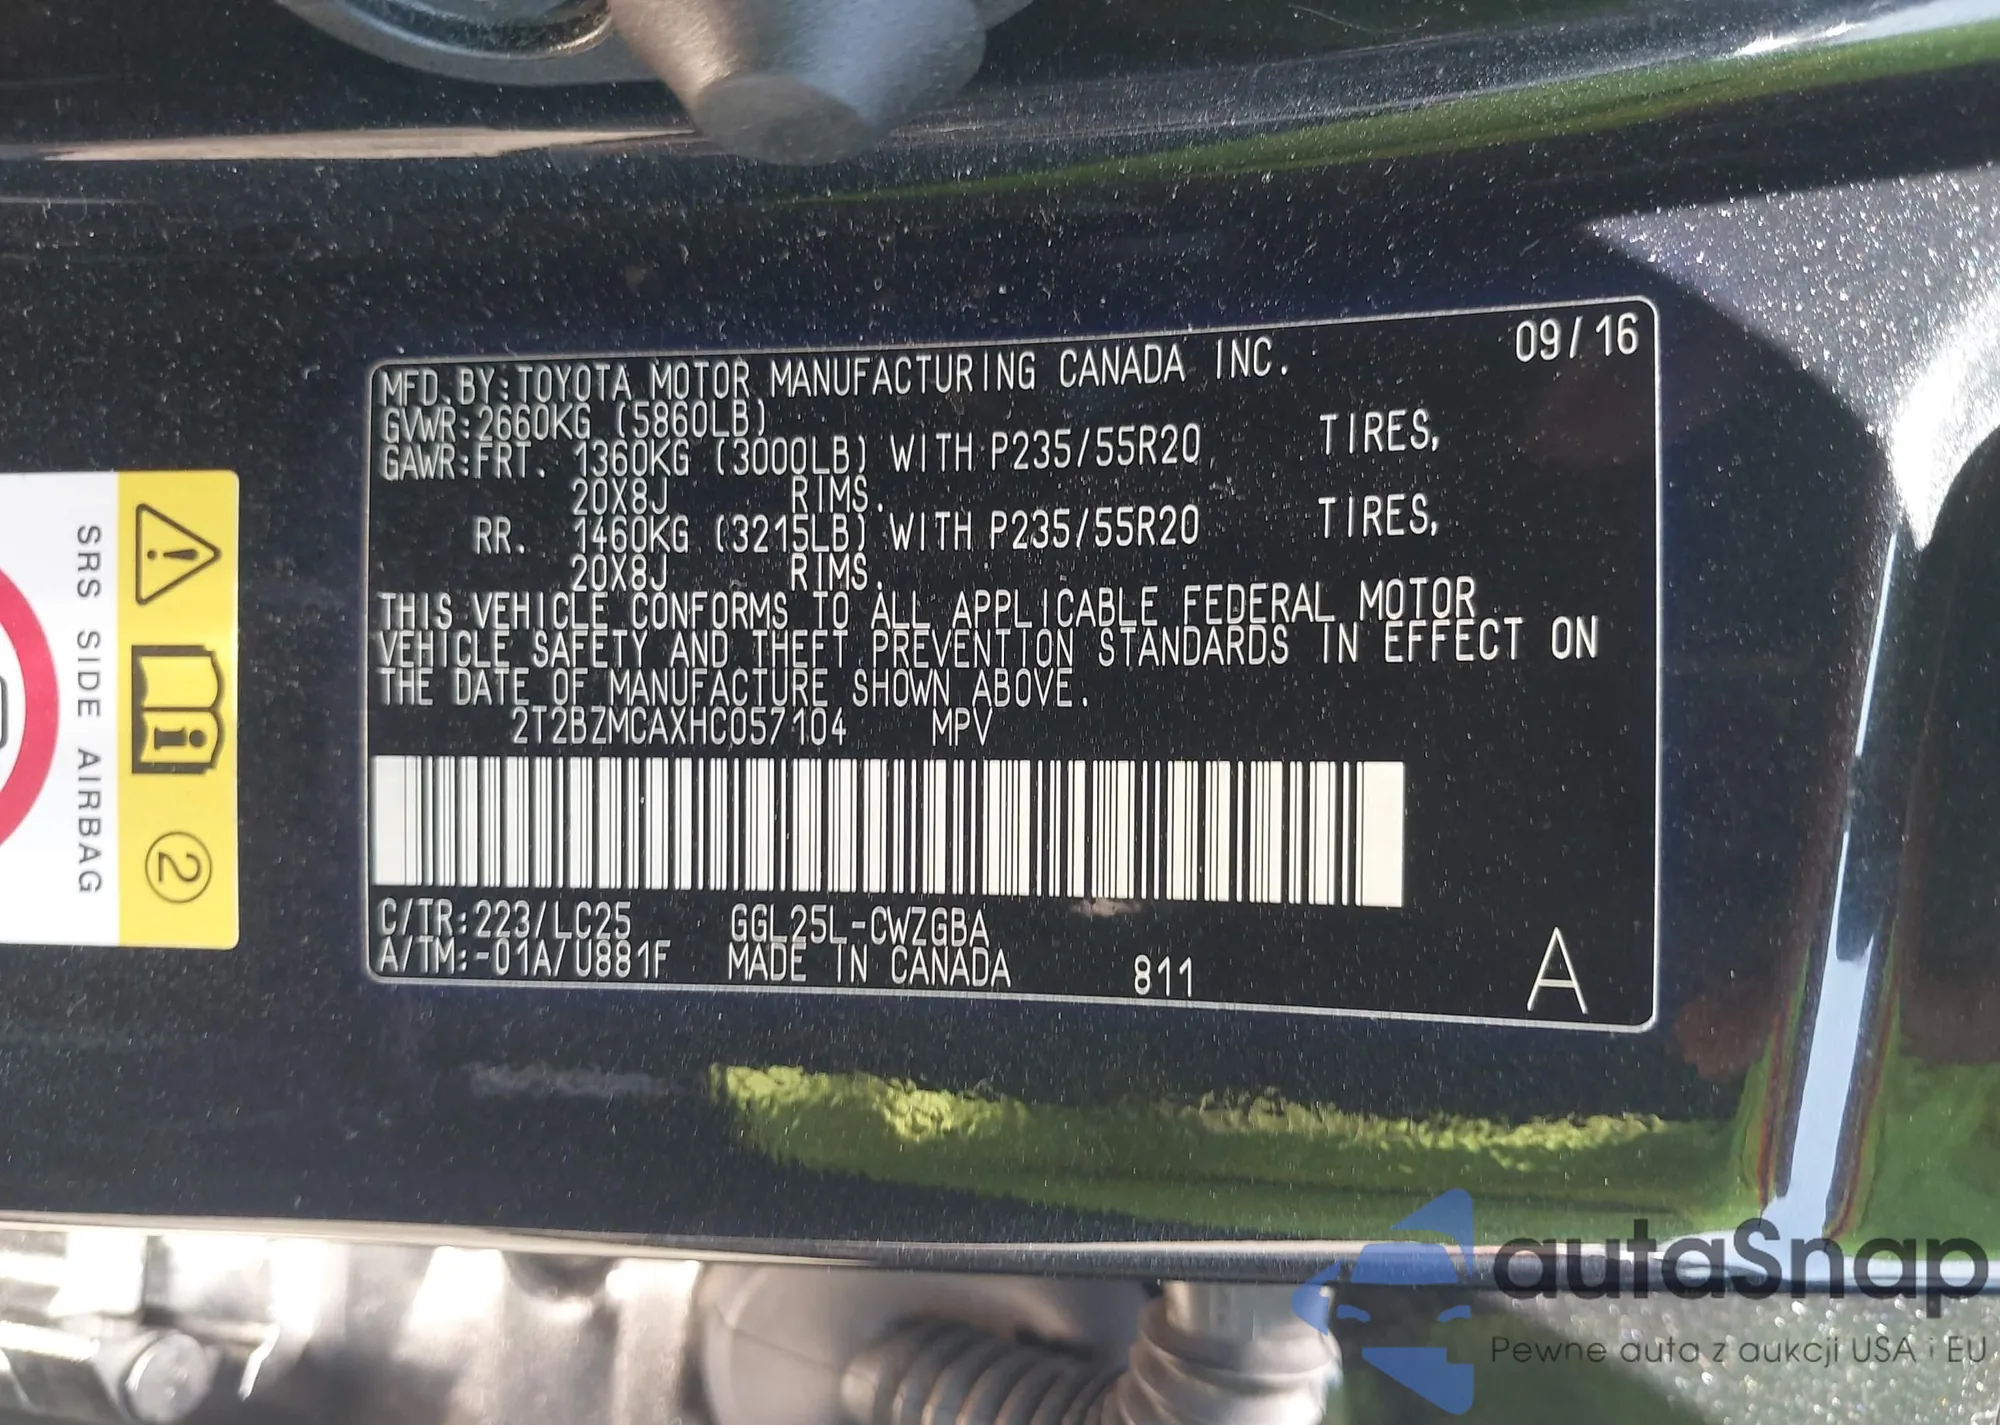 09/16
MFD.BY:TOYOTA MOTOR MANUFACTURING CANADA INC.
GVWR:2660KG (5860LB)
GAWR:FRT. 1360KG (3000LB) WITH P235/55R20 TIRES,
20X8J RIMS.
RR. 1460KG (3215LB) WITH P235/55R20 TIRES,
20X8J RIMS.
THIS VEHICLE CONFORMS TO ALL APPLICABLE FEDERAL MOTOR
VEHICLE SAFETY AND THEFT PREVENTION STANDARDS IN EFFECT ON
THE DATE OF MANUFACTURE SHOWN ABOVE.
2T2BZMCAXHC057104 MPV
C/TR:223/LC25 GGL25L-CWZGBA
A/TM:-01A/U881F MADE IN CANADA 811 A
SRS SIDE AIRBAG
2
autaSnap
Pewne auta z aukcji USA i EU